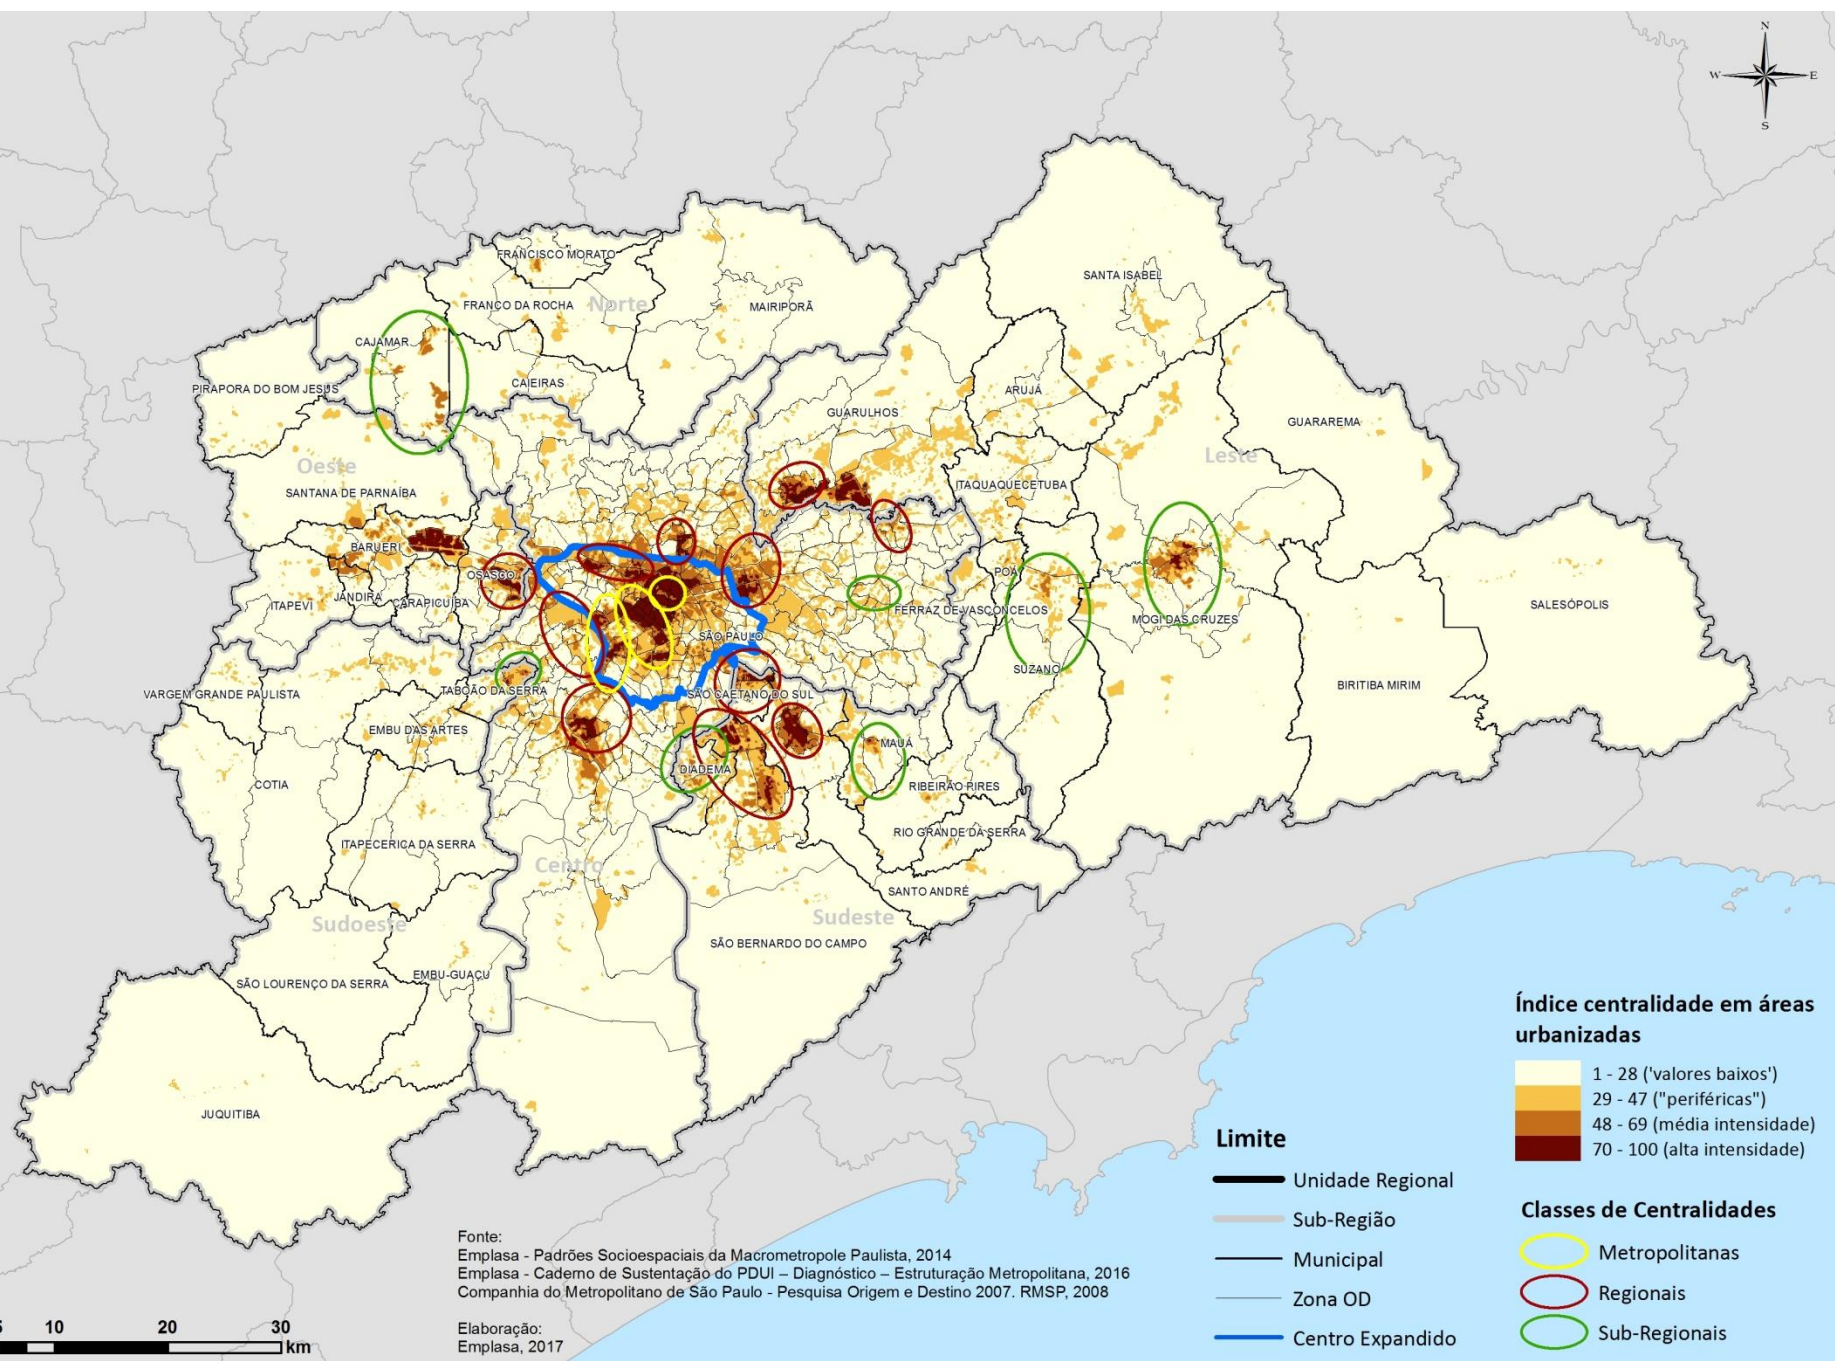 N
W
E
S
FRANCISCO MORATO
SANTA ISABEL
FRANCO DA ROCHA
Norte
MAIRIPORÃ
CAJAMAR
PIRAPORA DO BOM JESUS
CAIEIRAS
ARUJÁ
GUARULHOS
GUARAREMA
Oeste
Leste
SANTANA DE PARNAÍBA
ITAQUAQUECETUBA
BARUERI
OSASCO
POÁ
ITAPEVI
JANDIRA
CARAPICUÍBA
FERRAZ DE VASCONCELOS
SALESÓPOLIS
MOGI DAS CRUZES
SÃO PAULO
SUZANO
BIRITIBA MIRIM
VARGEM GRANDE PAULISTA
TABOÃO DA SERRA
SÃO CAETANO DO SUL
EMBU DAS ARTES
MAUÁ
DIADEMA
COTIA
RIBEIRÃO PIRES
RIO GRANDE DA SERRA
ITAPECERICA DA SERRA
Centro
SANTO ANDRÉ
Sudoeste
Sudeste
SÃO BERNARDO DO CAMPO
EMBU-GUAÇU
SÃO LOURENÇO DA SERRA
JUQUITIBA
Índice centralidade em áreas
urbanizadas
1 - 28 ('valores baixos')
29 - 47 ("periféricas")
48 - 69 (média intensidade)
70 - 100 (alta intensidade)
Limite
Unidade Regional
Sub-Região
Municipal
Zona OD
Centro Expandido
Classes de Centralidades
Metropolitanas
Regionais
Sub-Regionais
Fonte:
Emplasa - Padrões Socioespaciais da Macrometropole Paulista, 2014
Emplasa - Caderno de Sustentação do PDUI – Diagnóstico – Estruturação Metropolitana, 2016
Companhia do Metropolitano de São Paulo - Pesquisa Origem e Destino 2007. RMSP, 2008
Elaboração:
Emplasa, 2017
5 10 20 30
km